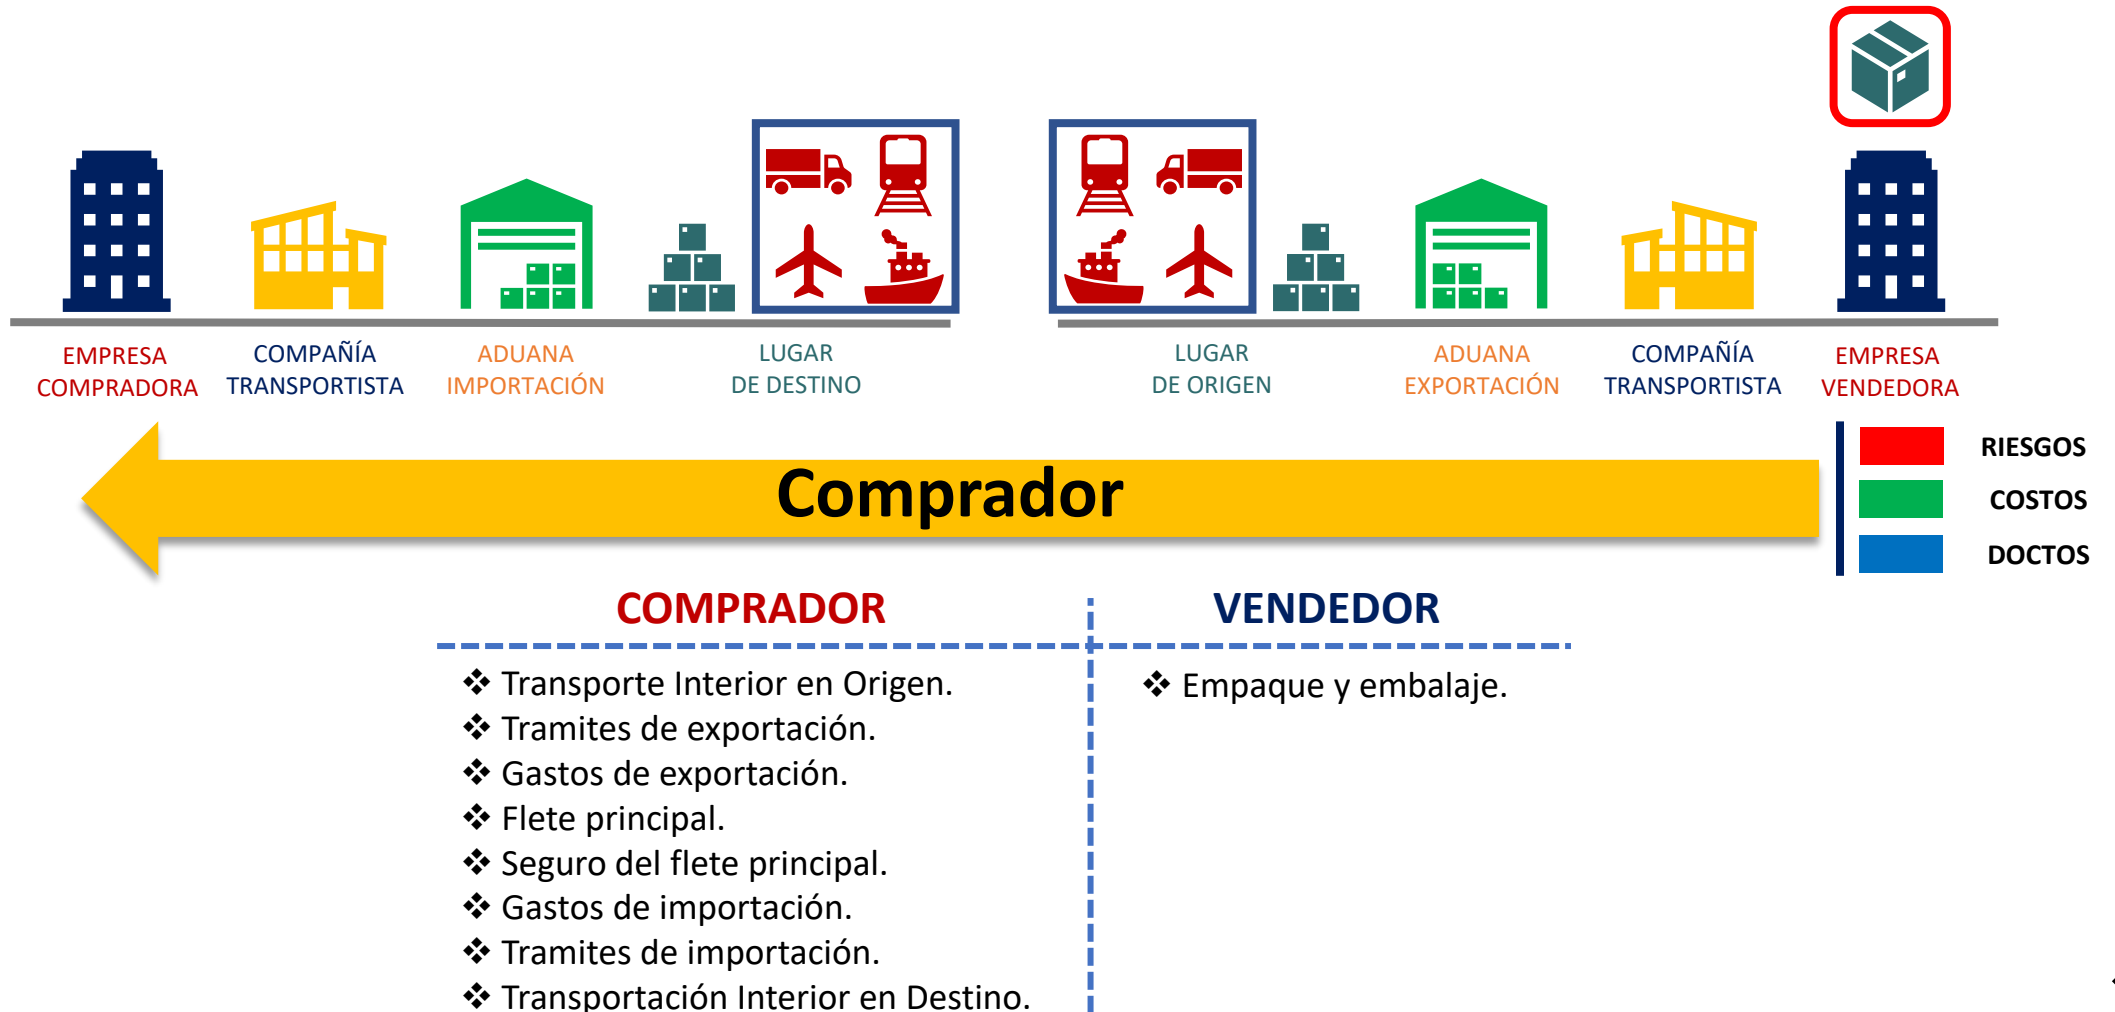 EMPRESA
COMPRADORA
COMPAÑÍA
TRANSPORTISTA
ADUANA
IMPORTACIÓN
LUGAR
DE DESTINO
LUGAR
DE ORIGEN
ADUANA
EXPORTACIÓN
COMPAÑÍA
TRANSPORTISTA
EMPRESA
VENDEDORA
Comprador
RIESGOS
COSTOS
DOCTOS
COMPRADOR
❖ Transporte Interior en Origen.
❖ Tramites de exportación.
❖ Gastos de exportación.
❖ Flete principal.
❖ Seguro del flete principal.
❖ Gastos de importación.
❖ Tramites de importación.
❖ Transportación Interior en Destino.
VENDEDOR
❖ Empaque y embalaje.